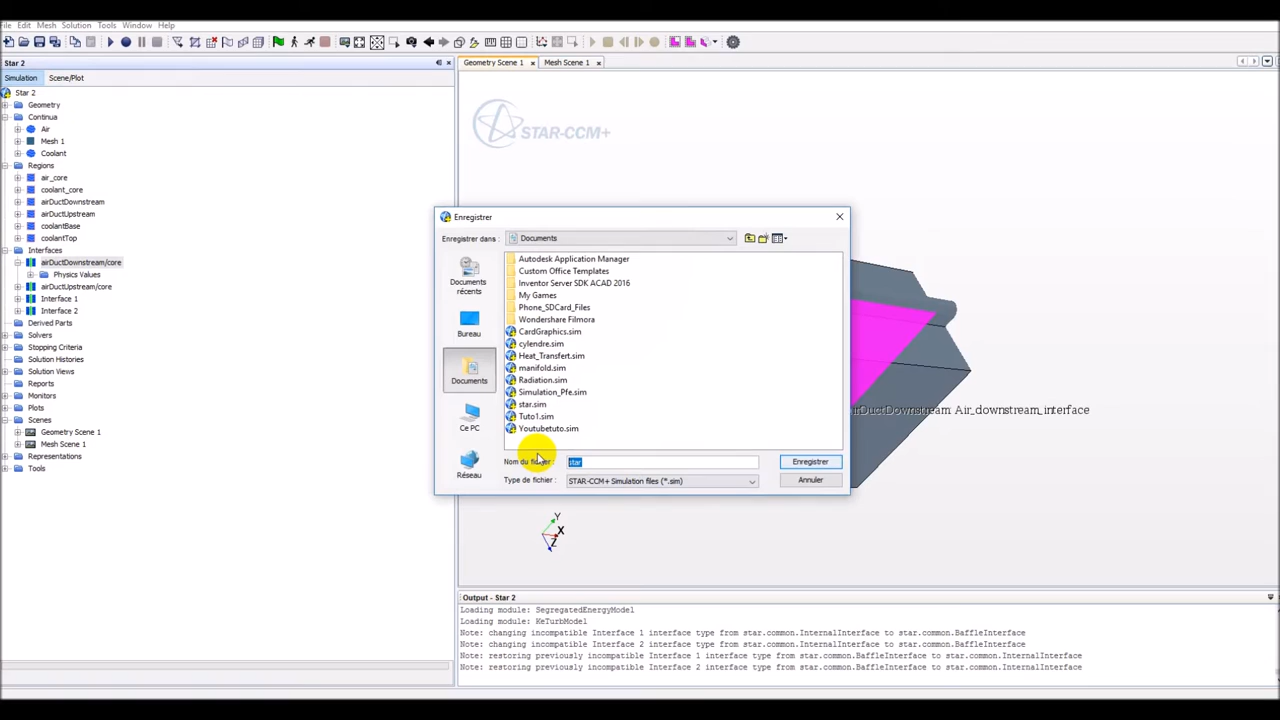 File Edit Mesh Solution Tools Window Help
Star 2
Simulation Scene/Plot
Star 2
Geometry
Continua
Air
Mesh 1
Coolant
Regions
air_core
coolant_core
airDuctDownstream
airDuctUpstream
coolantBase
coolantTop
Interfaces
airDuctDownstream/core
Physics Values
airDuctUpstream/core
Interface 1
Interface 2
Derived Parts
Solvers
Stopping Criteria
Solution Histories
Solution Views
Reports
Monitors
Plots
Scenes
Geometry Scene 1
Mesh Scene 1
Representations
Tools
Geometry Scene 1 Mesh Scene 1
STAR-CCM+
Enregistrer
Enregistrer dans : Documents
Documents récents
Bureau
Documents
Ce PC
Réseau
Autodesk Application Manager
Custom Office Templates
Inventor Server SDK ACAD 2016
My Games
Phone_SDCard_Files
Wondershare Filmora
CardGraphics.sim
cylendre.sim
Heat_Transfert.sim
manifold.sim
Radiation.sim
Simulation_Pfe.sim
star.sim
Tuto1.sim
Youtubetuto.sim
Nom du fichier : star Enregistrer
Type de fichier : STAR-CCM+ Simulation files (*.sim) Annuler
airDuctDownstream. Air_downstream_interface
Y
X
Z
Output - Star 2
Loading module: SegregatedEnergyModel
Loading module: KeTurbModel
Note: changing incompatible Interface 1 interface type from star.common.InternalInterface to star.common.BaffleInterface
Note: changing incompatible Interface 2 interface type from star.common.InternalInterface to star.common.BaffleInterface
Note: restoring previously incompatible Interface 1 interface type from star.common.BaffleInterface to star.common.InternalInterface
Note: restoring previously incompatible Interface 2 interface type from star.common.BaffleInterface to star.common.InternalInterface